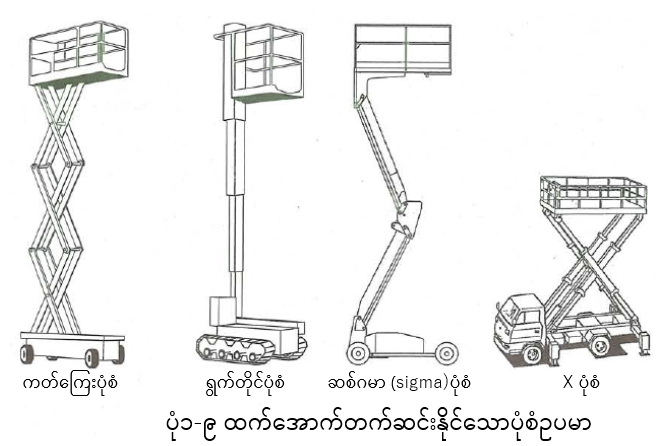 ကတ်ကြေးပုံစံ
ရွက်တိုင်ပုံစံ
ဆစ်ဂမာ (sigma)ပုံစံ
X ပုံစံ
ပုံ၁-၉ ထက်အောက်တက်ဆင်းနိုင်သောပုံစံဥပမာ